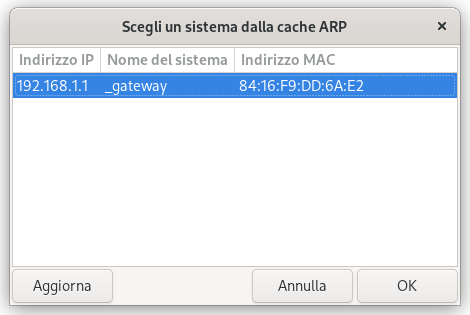 Scegli un sistema dalla cache ARP ×
Indirizzo IP Nome del sistema Indirizzo MAC
192.168.1.1 _gateway 84:16:F9:DD:6A:E2
Aggiorna Annulla OK